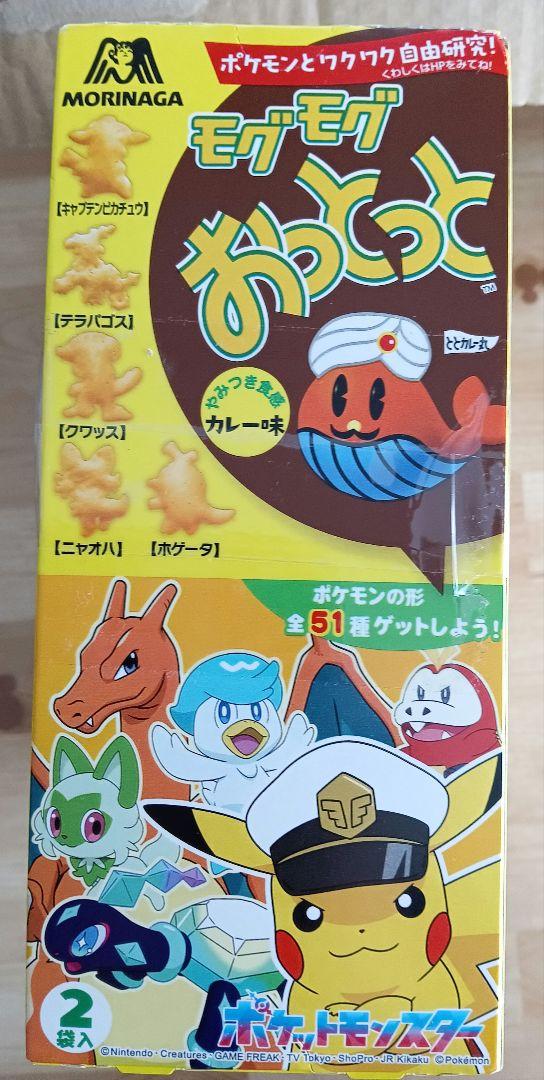 MORINAGA
ポケモンとワクワク自由研究!
くわしくはHPをみてね!
モグモグ
おっとっと
TM
ととカレー丸
やみつき食感
カレー味
【キャプテンピカチュウ】
【テラパゴス】
【クワッス】
【ニャオハ】
【ホゲータ】
ポケモンの形
全51種ゲットしよう!
2
袋入
ポケットモンスター
©Nintendo・Creatures・GAME FREAK・TV Tokyo・ShoPro・JR Kikaku ©Pokémon